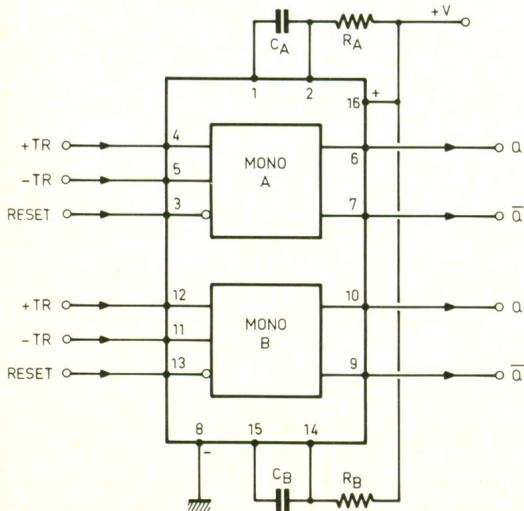 +V
C_A
R_A
1
2
16 +
+TR 4
-TR 5
RESET 3
MONO
A
6 Q
7 Q̅
+TR 12
-TR 11
RESET 13
MONO
B
10 Q
9 Q̅
8 -
15
14
C_B
R_B